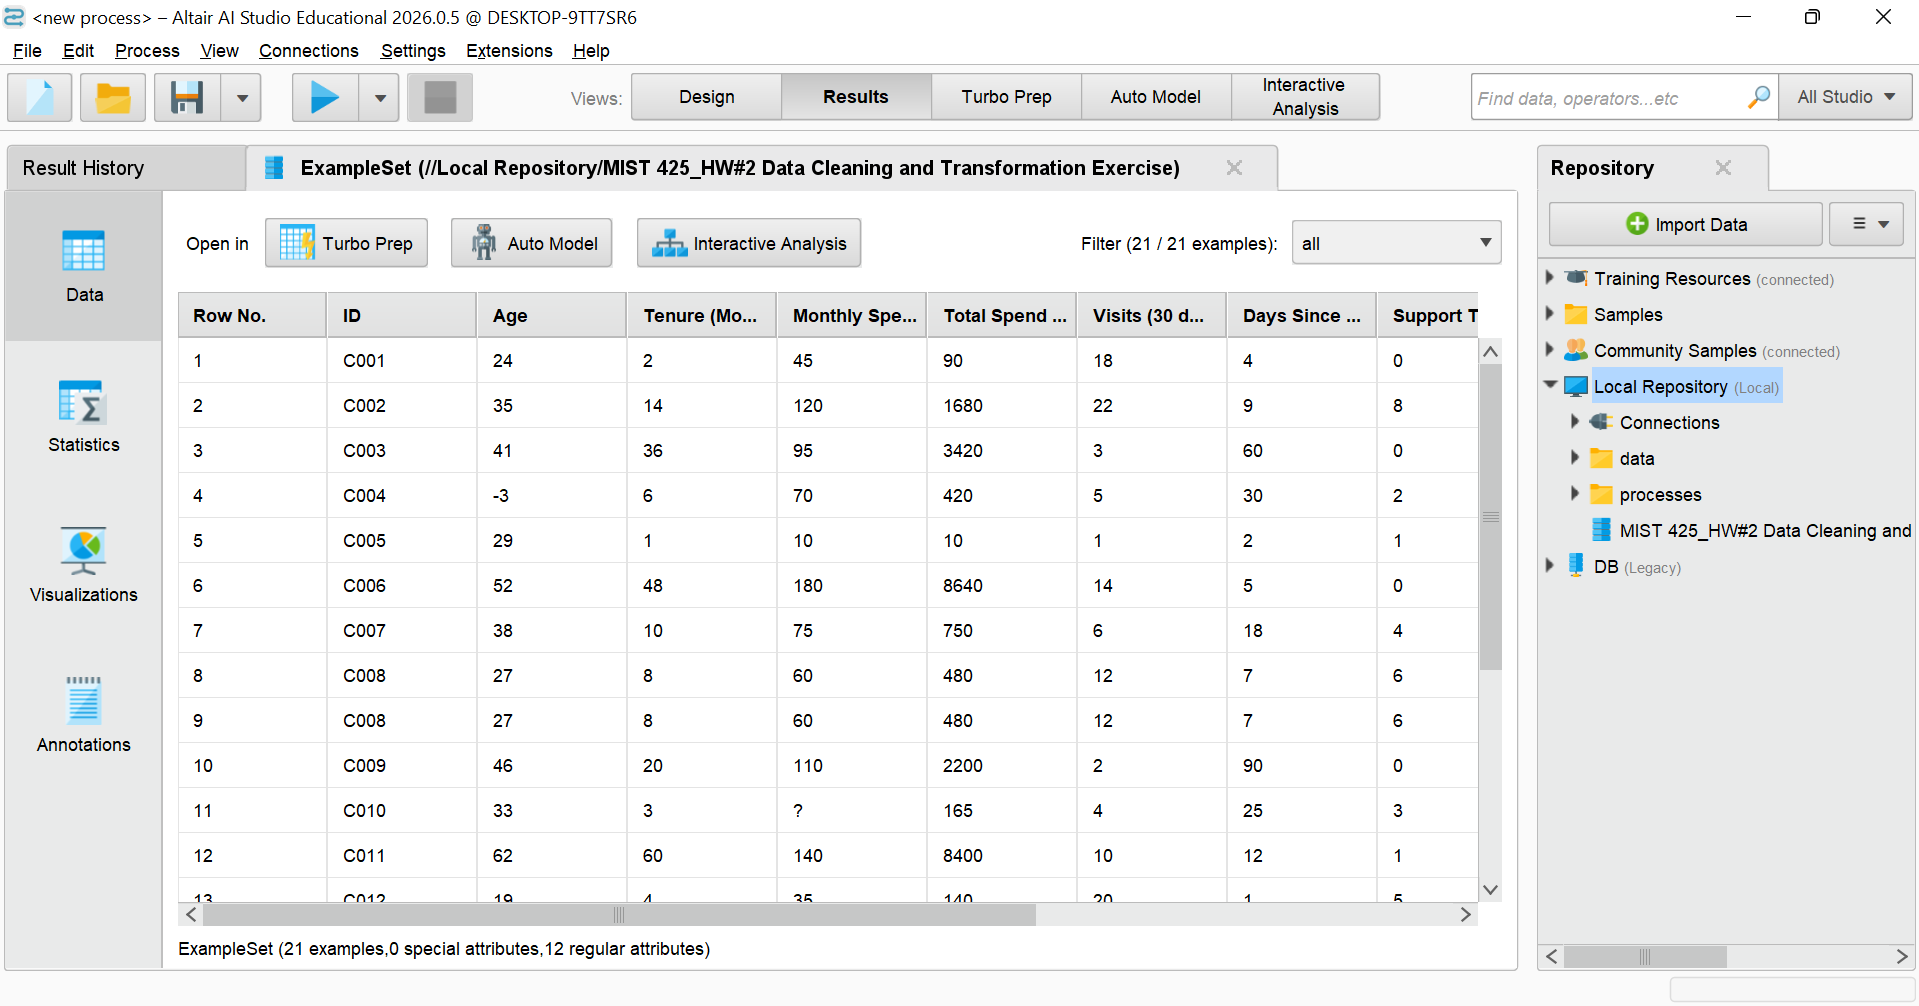 <new process> – Altair AI Studio Educational 2026.0.5 @ DESKTOP-9TT7SR6
File Edit Process View Connections Settings Extensions Help
Views: Design Results Turbo Prep Auto Model Interactive Analysis Find data, operators...etc All Studio
Result History ExampleSet (//Local Repository/MIST 425_HW#2 Data Cleaning and Transformation Exercise)
Data
Statistics
Visualizations
Annotations
Open in Turbo Prep Auto Model Interactive Analysis Filter (21 / 21 examples): all
Row No. ID Age Tenure (Mo... Monthly Spe... Total Spend ... Visits (30 d... Days Since ... Support T
1 C001 24 2 45 90 18 4 0
2 C002 35 14 120 1680 22 9 8
3 C003 41 36 95 3420 3 60 0
4 C004 -3 6 70 420 5 30 2
5 C005 29 1 10 10 1 2 1
6 C006 52 48 180 8640 14 5 0
7 C007 38 10 75 750 6 18 4
8 C008 27 8 60 480 12 7 6
9 C008 27 8 60 480 12 7 6
10 C009 46 20 110 2200 2 90 0
11 C010 33 3 ? 165 4 25 3
12 C011 62 60 140 8400 10 12 1
13 C012 19 4 35 140 20 1 5
ExampleSet (21 examples,0 special attributes,12 regular attributes)
Repository
Import Data
Training Resources (connected)
Samples
Community Samples (connected)
Local Repository (Local)
Connections
data
processes
MIST 425_HW#2 Data Cleaning and
DB (Legacy)